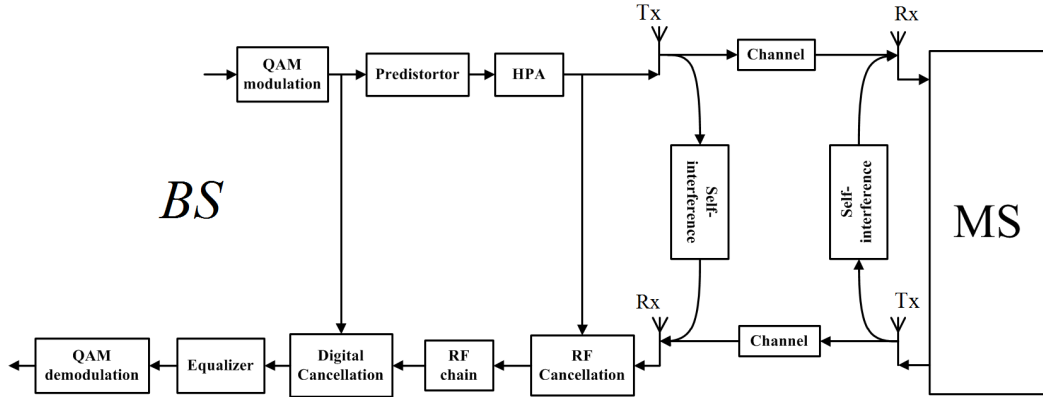 Tx
Rx
QAM
modulation
Predistortor
HPA
Channel
Self-
interference
Self-
interference
BS
MS
Rx
Tx
QAM
demodulation
Equalizer
Digital
Cancellation
RF
chain
RF
Cancellation
Channel